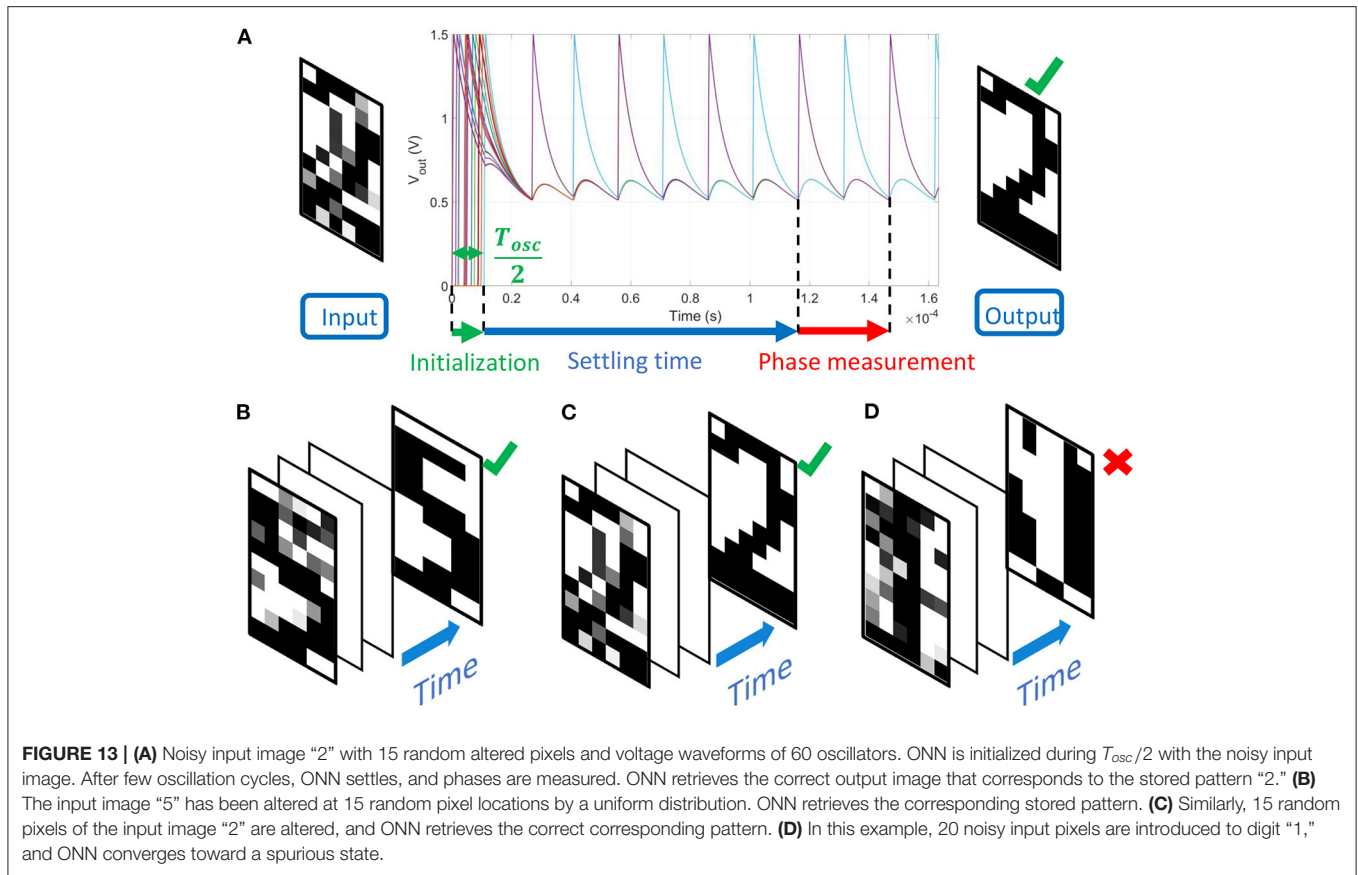 A
1.5
1
0.5
0
V_out (V)
T_osc/2
0 0.2 0.4 0.6 0.8 1 1.2 1.4 1.6
Time (s)
×10^-4
Input
Output
Initialization Settling time Phase measurement
B C D
Time Time Time
FIGURE 13 | (A) Noisy input image “2” with 15 random altered pixels and voltage waveforms of 60 oscillators. ONN is initialized during T_osc/2 with the noisy input
image. After few oscillation cycles, ONN settles, and phases are measured. ONN retrieves the correct output image that corresponds to the stored pattern “2.” (B)
The input image “5” has been altered at 15 random pixel locations by a uniform distribution. ONN retrieves the corresponding stored pattern. (C) Similarly, 15 random
pixels of the input image “2” are altered, and ONN retrieves the correct corresponding pattern. (D) In this example, 20 noisy input pixels are introduced to digit “1,”
and ONN converges toward a spurious state.